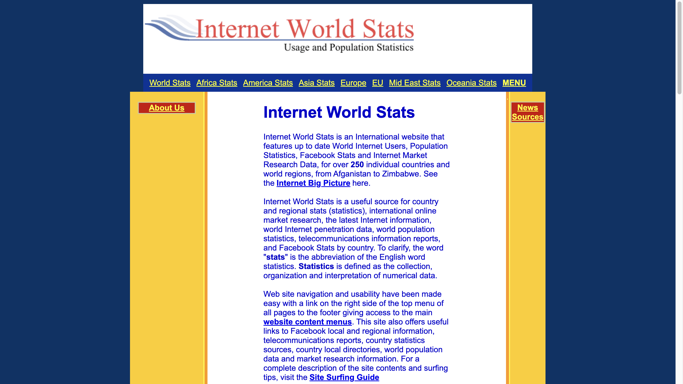 Internet World Stats
Usage and Population Statistics
World Stats Africa Stats America Stats Asia Stats Europe EU Mid East Stats Oceania Stats MENU
About Us
Internet World Stats
Internet World Stats is an International website that
features up to date World Internet Users, Population
Statistics, Facebook Stats and Internet Market
Research Data, for over 250 individual countries and
world regions, from Afganistan to Zimbabwe. See
the Internet Big Picture here.
Internet World Stats is a useful source for country
and regional stats (statistics), international online
market research, the latest Internet information,
world Internet penetration data, world population
statistics, telecommunications information reports,
and Facebook Stats by country. To clarify, the word
"stats" is the abbreviation of the English word
statistics. Statistics is defined as the collection,
organization and interpretation of numerical data.
Web site navigation and usability have been made
easy with a link on the right side of the top menu of
all pages to the footer giving access to the main
website content menus. This site also offers useful
links to Facebook local and regional information,
telecommunications reports, country statistics
sources, country local directories, world population
data and market research information. For a
complete description of the site contents and surfing
tips, visit the Site Surfing Guide
News
Sources